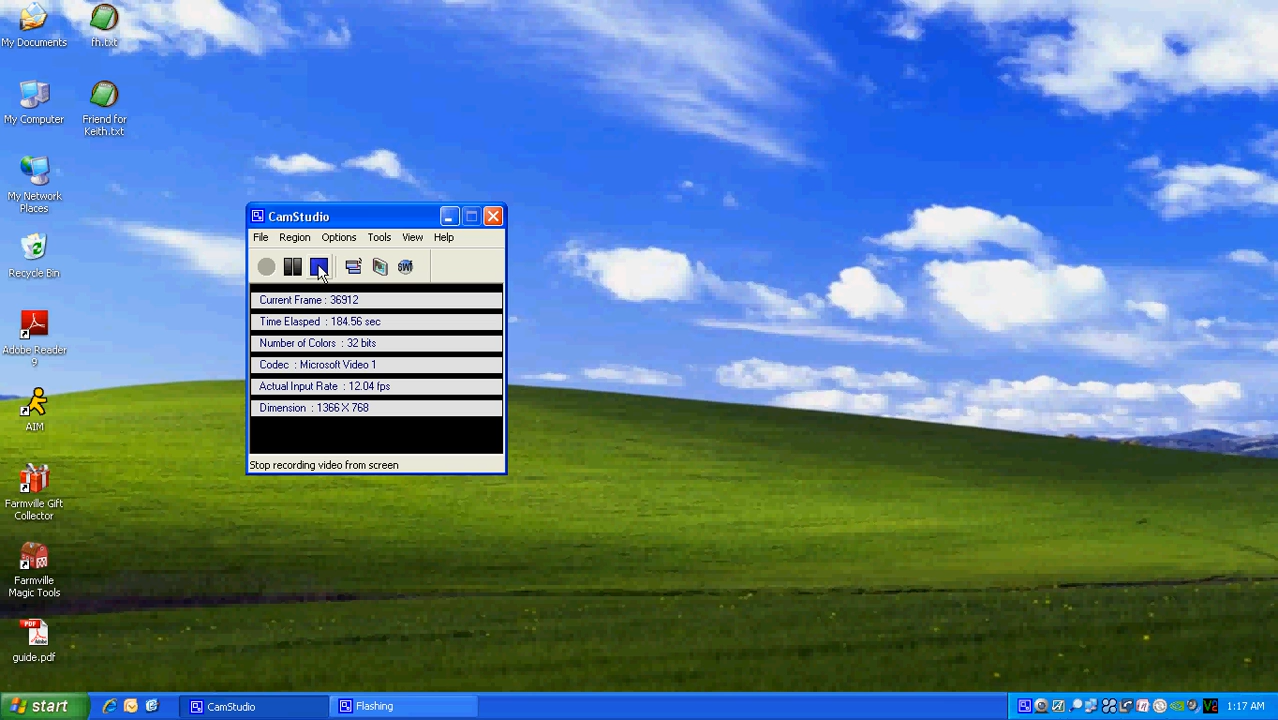 My Documents
fh.txt
My Computer
Friend for
Keith.txt
My Network
Places
Recycle Bin
Adobe Reader
9
AIM
Farmville Gift
Collector
Farmville
Magic Tools
PDF
guide.pdf
CamStudio
File Region Options Tools View Help
SWF
Current Frame : 36912
Time Elasped : 184.56 sec
Number of Colors : 32 bits
Codec : Microsoft Video 1
Actual Input Rate : 12.04 fps
Dimension : 1366 X 768
Stop recording video from screen
start
CamStudio
Flashing
V2
1:17 AM